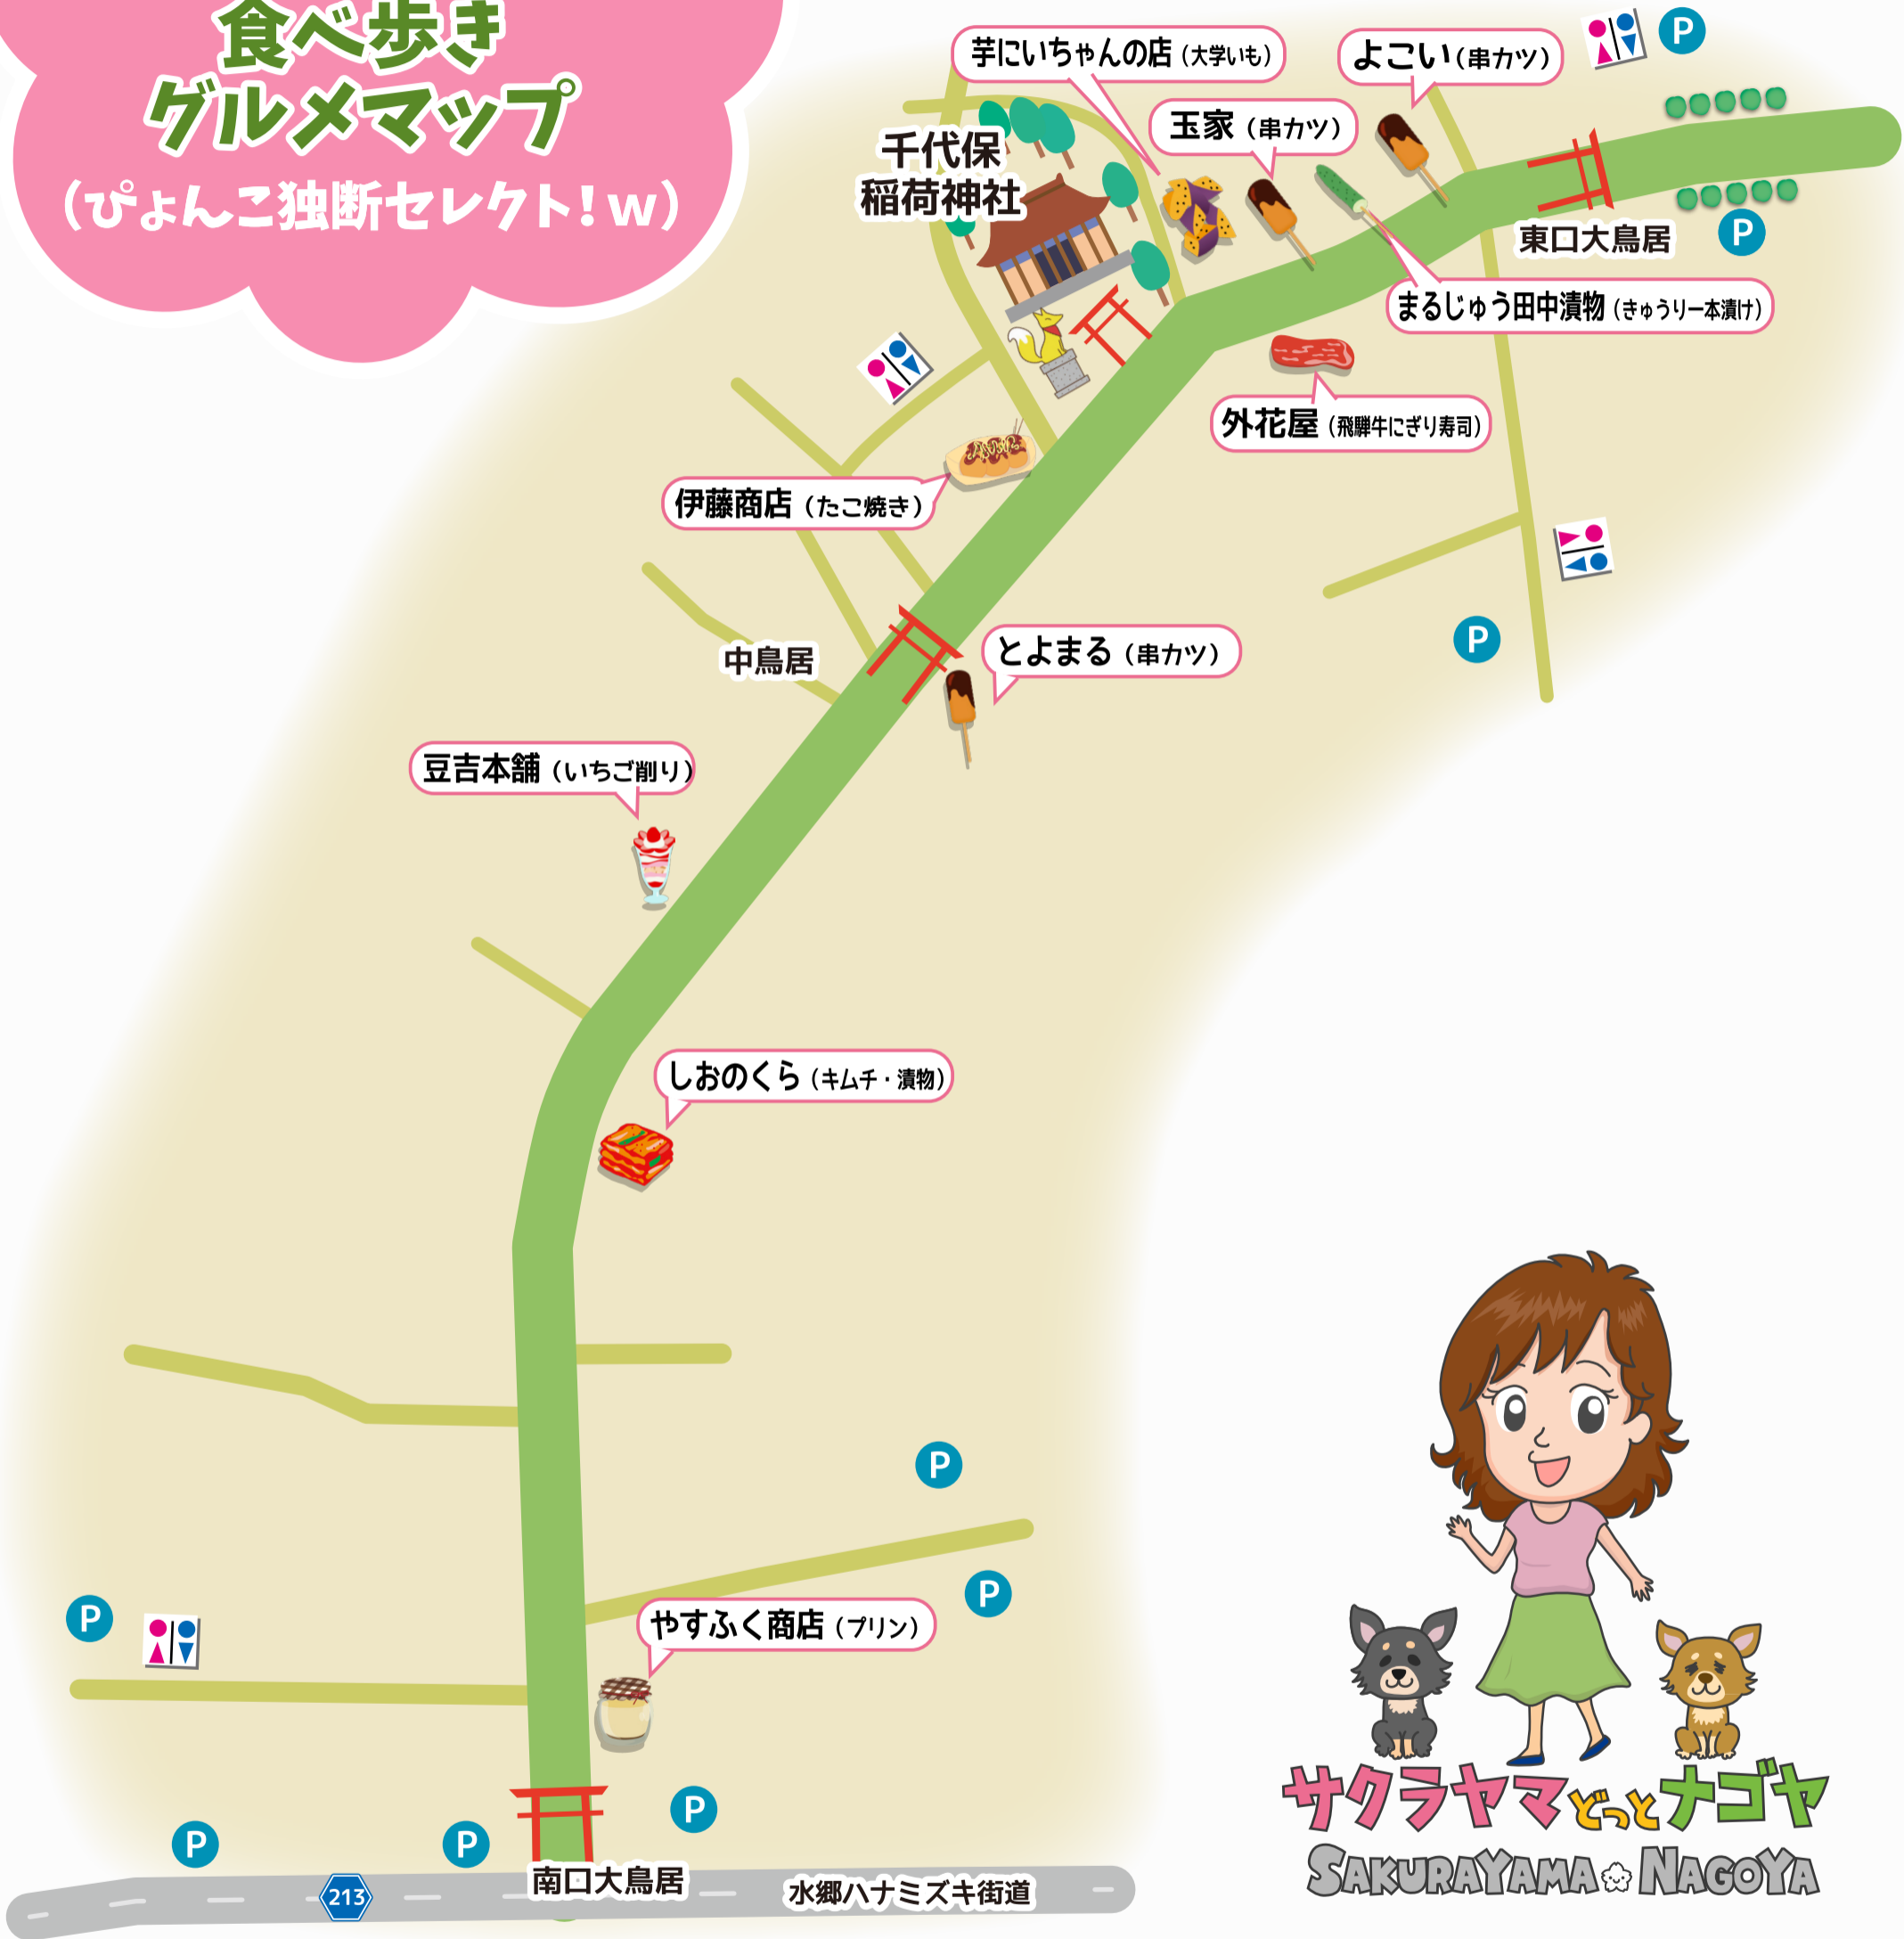 食べ歩き
グルメマップ
（ぴょんこ独断セレクト！w）
芋にいちゃんの店（大学いも）
よこい（串カツ）
P
玉家（串カツ）
千代保
稲荷神社
東口大鳥居
P
まるじゅう田中漬物（きゅうり一本漬け）
外花屋（飛騨牛にぎり寿司）
伊藤商店（たこ焼き）
中鳥居
とよまる（串カツ）
P
豆吉本舗（いちご削り）
しおのくら（キムチ・漬物）
P
P
P
やすふく商店（プリン）
P
P
P
南口大鳥居
213
水郷ハナミズキ街道
サクラヤマどっとナゴヤ
SAKURAYAMA NAGOYA